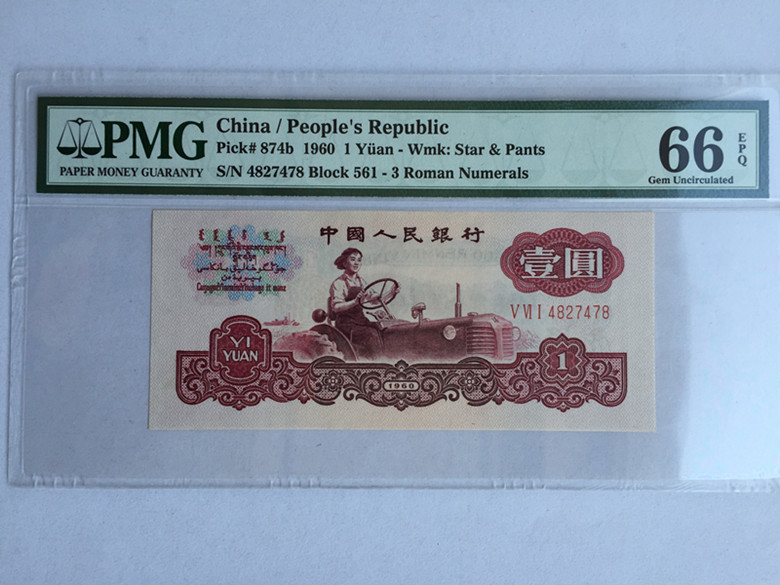 PMG
PAPER MONEY GUARANTY
China / People's Republic
Pick# 874b 1960 1 Yüan - Wmk: Star & Pants
S/N 4827478 Block 561 - 3 Roman Numerals
66 EPQ
Gem Uncirculated
中國人民銀行
壹圓
V VI I 4827478
YI
YUAN
1960
1